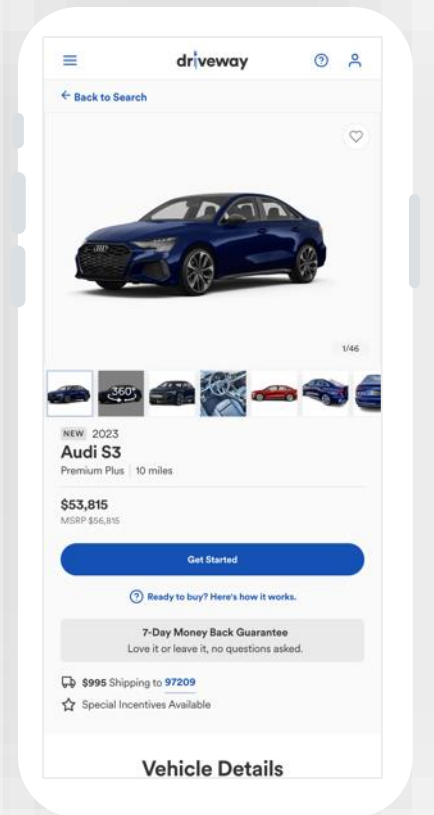 driveway
← Back to Search
1/46
360°
NEW 2023
Audi S3
Premium Plus | 10 miles
$53,815
MSRP $56,815
Get Started
Ready to buy? Here's how it works.
7-Day Money Back Guarantee
Love it or leave it, no questions asked.
$995 Shipping to 97209
Special Incentives Available
Vehicle Details